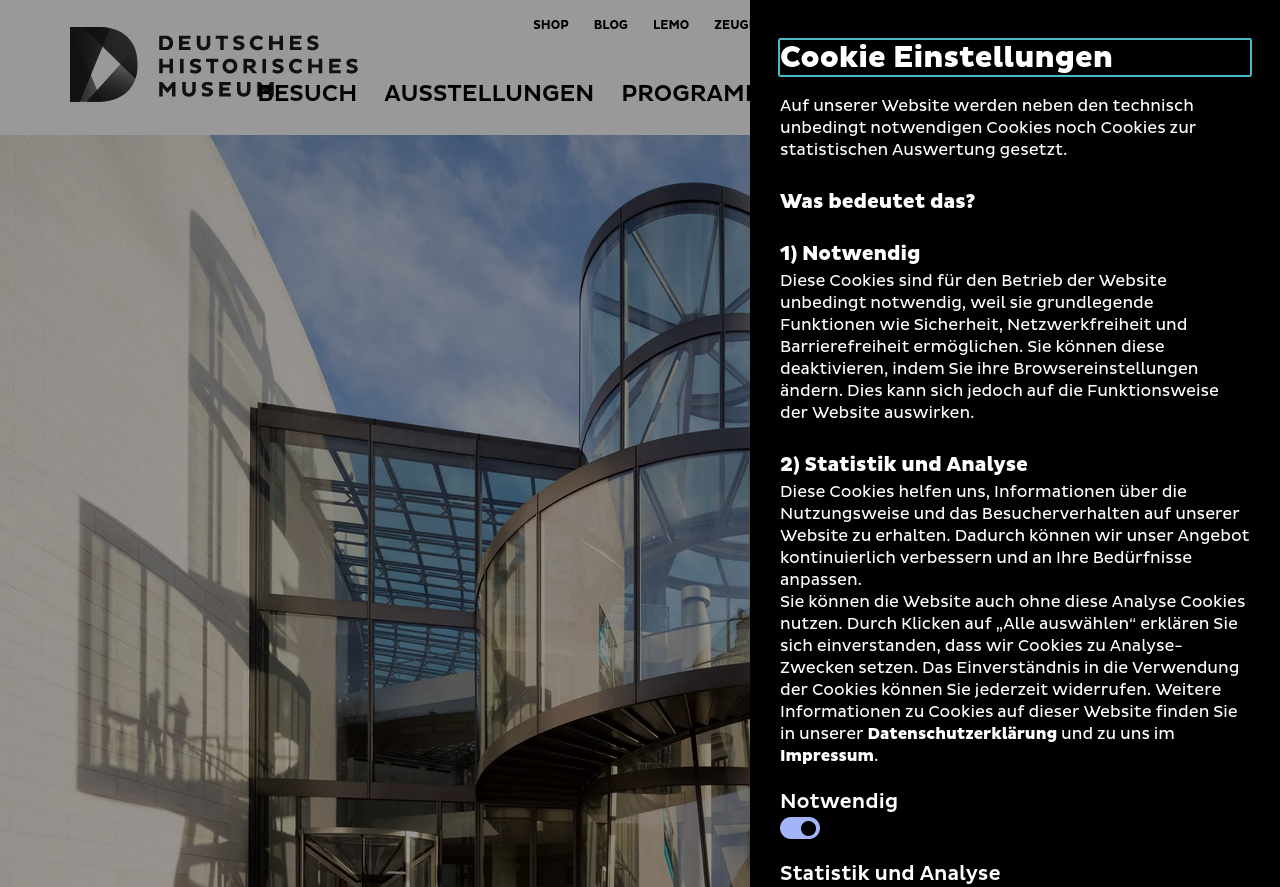 SHOP BLOG LEMO
DEUTSCHES
HISTORISCHES
MUSEUM
BESUCH AUSSTELLUNGEN
Cookie Einstellungen
Auf unserer Website werden neben den technisch
unbedingt notwendigen Cookies noch Cookies zur
statistischen Auswertung gesetzt.
Was bedeutet das?
1) Notwendig
Diese Cookies sind für den Betrieb der Website
unbedingt notwendig, weil sie grundlegende
Funktionen wie Sicherheit, Netzwerkfreiheit und
Barrierefreiheit ermöglichen. Sie können diese
deaktivieren, indem Sie ihre Browsereinstellungen
ändern. Dies kann sich jedoch auf die Funktionsweise
der Website auswirken.
2) Statistik und Analyse
Diese Cookies helfen uns, Informationen über die
Nutzungsweise und das Besucherverhalten auf unserer
Website zu erhalten. Dadurch können wir unser Angebot
kontinuierlich verbessern und an Ihre Bedürfnisse
anpassen.
Sie können die Website auch ohne diese Analyse Cookies
nutzen. Durch Klicken auf „Alle auswählen“ erklären Sie
sich einverstanden, dass wir Cookies zu Analyse-
Zwecken setzen. Das Einverständnis in die Verwendung
der Cookies können Sie jederzeit widerrufen. Weitere
Informationen zu Cookies auf dieser Website finden Sie
in unserer Datenschutzerklärung und zu uns im
Impressum.
Notwendig
Statistik und Analyse